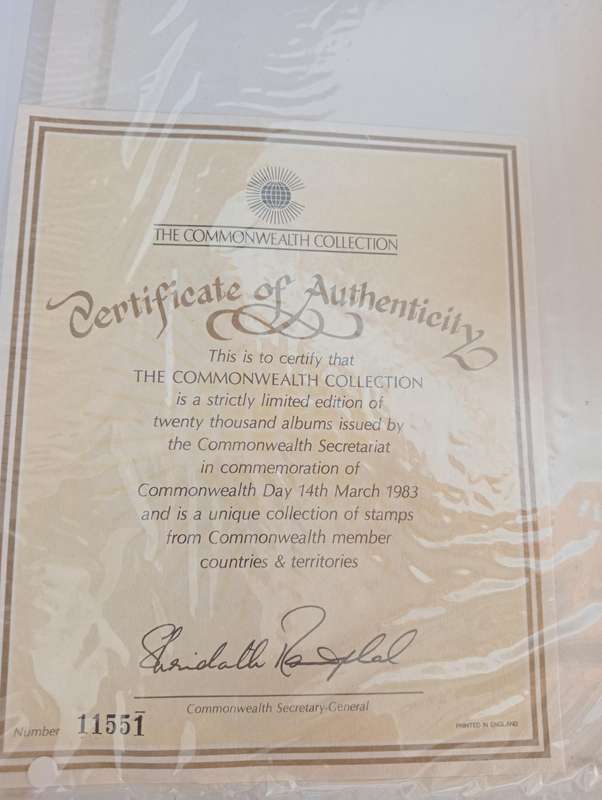 THE COMMONWEALTH COLLECTION
Certificate of Authenticity
This is to certify that
THE COMMONWEALTH COLLECTION
is a strictly limited edition of
twenty thousand albums issued by
the Commonwealth Secretariat
in commemoration of
Commonwealth Day 14th March 1983
and is a unique collection of stamps
from Commonwealth member
countries & territories
Shridath Ramphal
Commonwealth Secretary-General
Number 11551
PRINTED IN ENGLAND